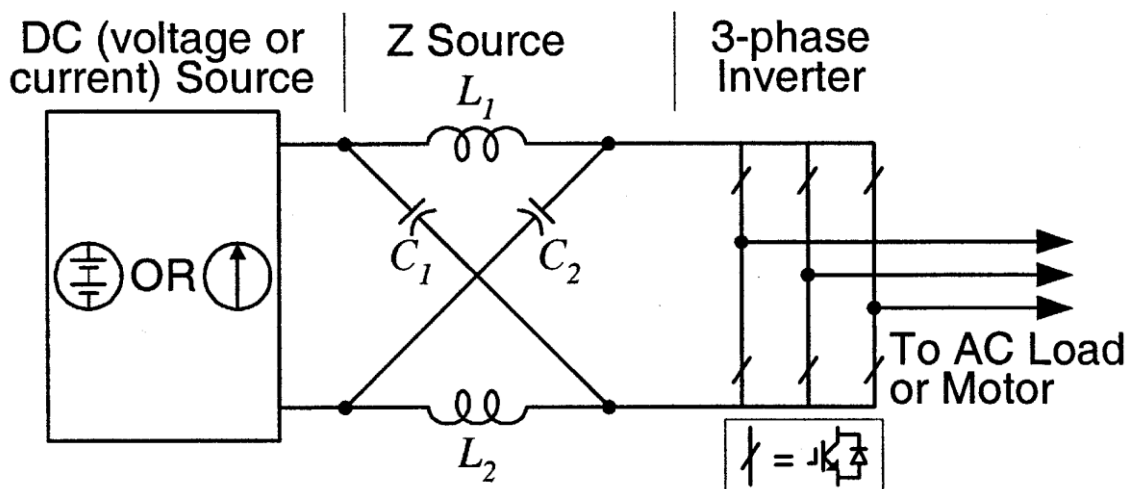 DC (voltage or
current) Source
Z Source
3-phase
Inverter
L1
C1
C2
OR
To AC Load
or Motor
L2
=